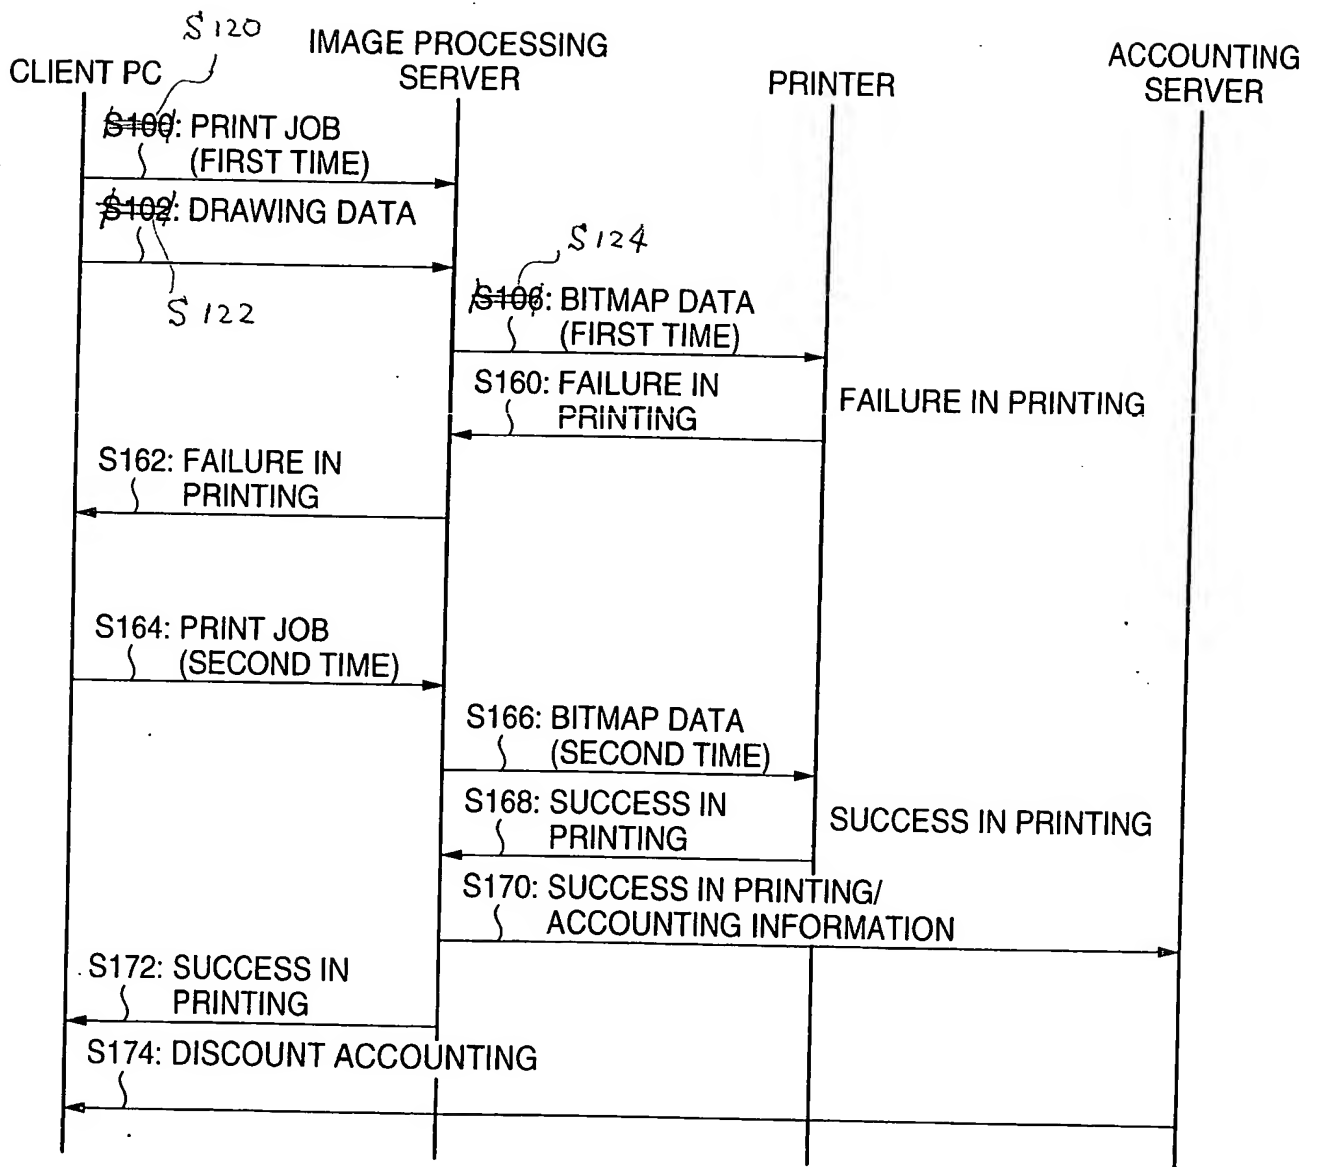 S120
IMAGE PROCESSING
SERVER
CLIENT PC
PRINTER
ACCOUNTING
SERVER
S100: PRINT JOB
(FIRST TIME)
S102: DRAWING DATA
S122
S124
S106: BITMAP DATA
(FIRST TIME)
S160: FAILURE IN
PRINTING
FAILURE IN PRINTING
S162: FAILURE IN
PRINTING
S164: PRINT JOB
(SECOND TIME)
S166: BITMAP DATA
(SECOND TIME)
S168: SUCCESS IN
PRINTING
SUCCESS IN PRINTING
S170: SUCCESS IN PRINTING/
ACCOUNTING INFORMATION
S172: SUCCESS IN
PRINTING
S174: DISCOUNT ACCOUNTING